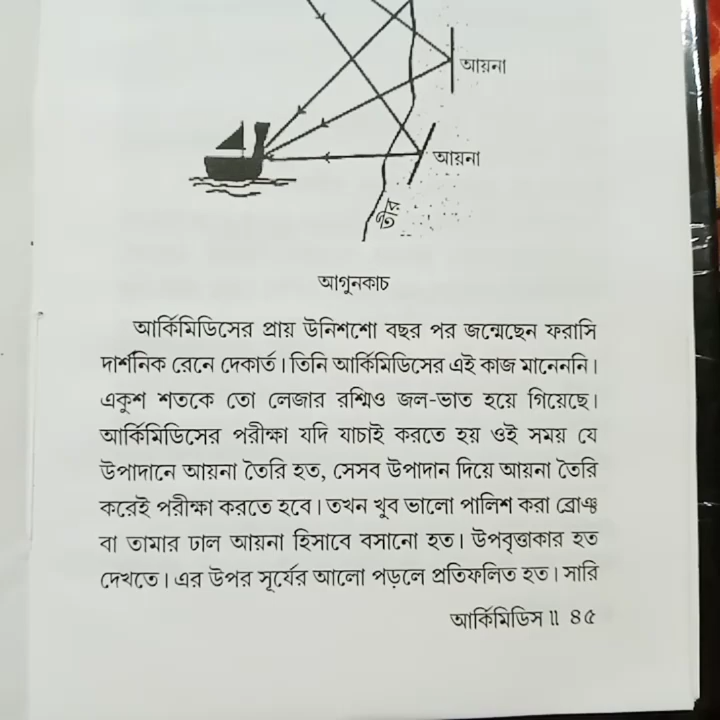 আয়না
আয়না
তীর
আগুনকাচ
আর্কিমিডিসের প্রায় উনিশশো বছর পর জন্মেছেন ফরাসি
দার্শনিক রেনে দেকার্ত। তিনি আর্কিমিডিসের এই কাজ মানেননি।
একুশ শতকে তো লেজার রশ্মিও জল-ভাত হয়ে গিয়েছে।
আর্কিমিডিসের পরীক্ষা যদি যাচাই করতে হয় ওই সময় যে
উপাদানে আয়না তৈরি হত, সেসব উপাদান দিয়ে আয়না তৈরি
করেই পরীক্ষা করতে হবে। তখন খুব ভালো পালিশ করা ব্রোঞ্জ
বা তামার ঢাল আয়না হিসাবে বসানো হত। উপবৃত্তাকার হত
দেখতে। এর উপর সূর্যের আলো পড়লে প্রতিফলিত হত। সারি
আর্কিমিডিস ॥ ৪৫